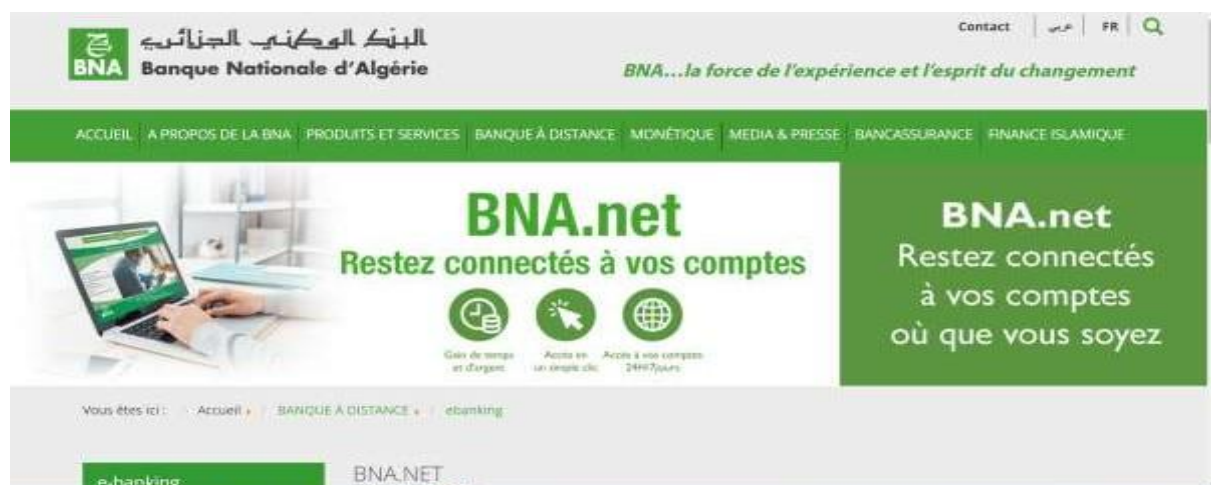 البنك الوطني الجزائري
BNA
Banque Nationale d'Algérie
Contact | عربي | FR
BNA...la force de l'expérience et l'esprit du changement
ACCUEIL A PROPOS DE LA BNA PRODUITS ET SERVICES BANQUE À DISTANCE MONÉTIQUE MEDIA & PRESSE BANCASSURANCE FINANCE ISLAMIQUE
BNA.net
Restez connectés à vos comptes
Gain de temps
et d'argent
Accès en
un simple clic
Accès à vos comptes
24H/7jours
BNA.net
Restez connectés
à vos comptes
où que vous soyez
Vous êtes ici : Accueil / BANQUE À DISTANCE / ebanking
e-banking
BNA.NET